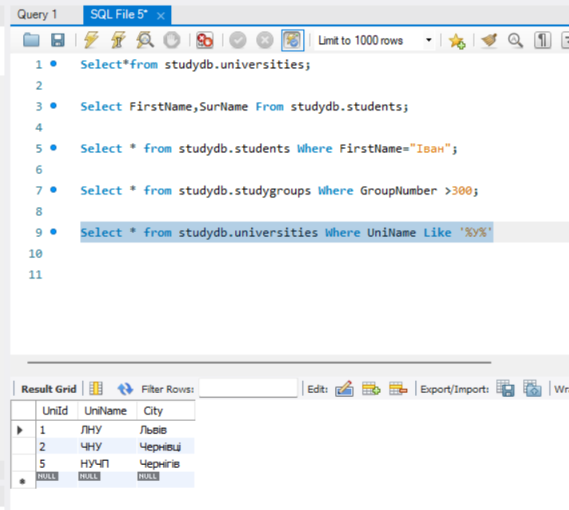 Query 1 SQL File 5* ×
Limit to 1000 rows
1 Select*from studydb.universities;
2
3 Select FirstName,SurName From studydb.students;
4
5 Select * from studydb.students Where FirstName="Іван";
6
7 Select * from studydb.studygroups Where GroupNumber >300;
8
9 Select * from studydb.universities Where UniName Like '%У%'
10
11
Result Grid Filter Rows: Edit: Export/Import:
UniId UniName City
1 ЛНУ Львів
2 ЧНУ Чернівці
5 НУЧП Чернігів
NULL NULL NULL